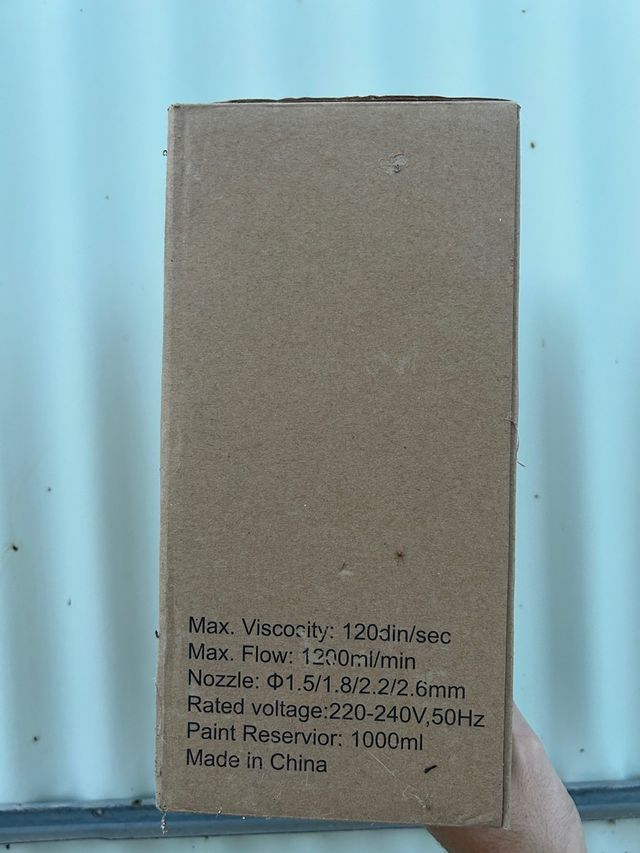 Max. Viscosity: 120din/sec
Max. Flow: 1200ml/min
Nozzle: Φ1.5/1.8/2.2/2.6mm
Rated voltage:220-240V,50Hz
Paint Reservior: 1000ml
Made in China